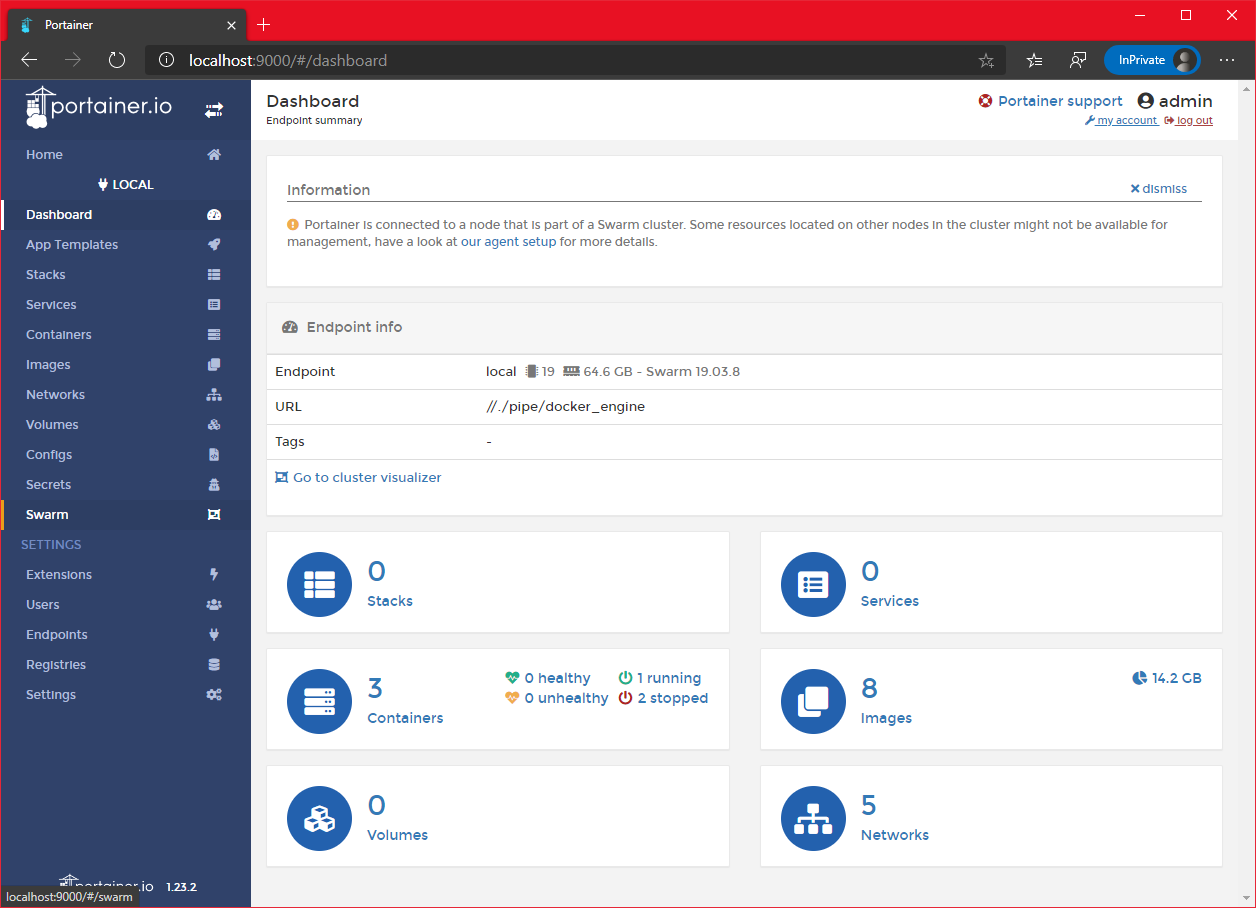 Portainer
localhost:9000/#/dashboard
InPrivate
portainer.io
Home
LOCAL
Dashboard
App Templates
Stacks
Services
Containers
Images
Networks
Volumes
Configs
Secrets
Swarm
SETTINGS
Extensions
Users
Endpoints
Registries
Settings
portainer.io 1.23.2
localhost:9000/#/swarm
Dashboard
Endpoint summary
Portainer support admin
my account log out
Information
dismiss
Portainer is connected to a node that is part of a Swarm cluster. Some resources located on other nodes in the cluster might not be available for
management, have a look at our agent setup for more details.
Endpoint info
Endpoint local 19 64.6 GB - Swarm 19.03.8
URL //./pipe/docker_engine
Tags -
Go to cluster visualizer
0
Stacks
0
Services
3
Containers
0 healthy 1 running
0 unhealthy 2 stopped
8
Images
14.2 GB
0
Volumes
5
Networks